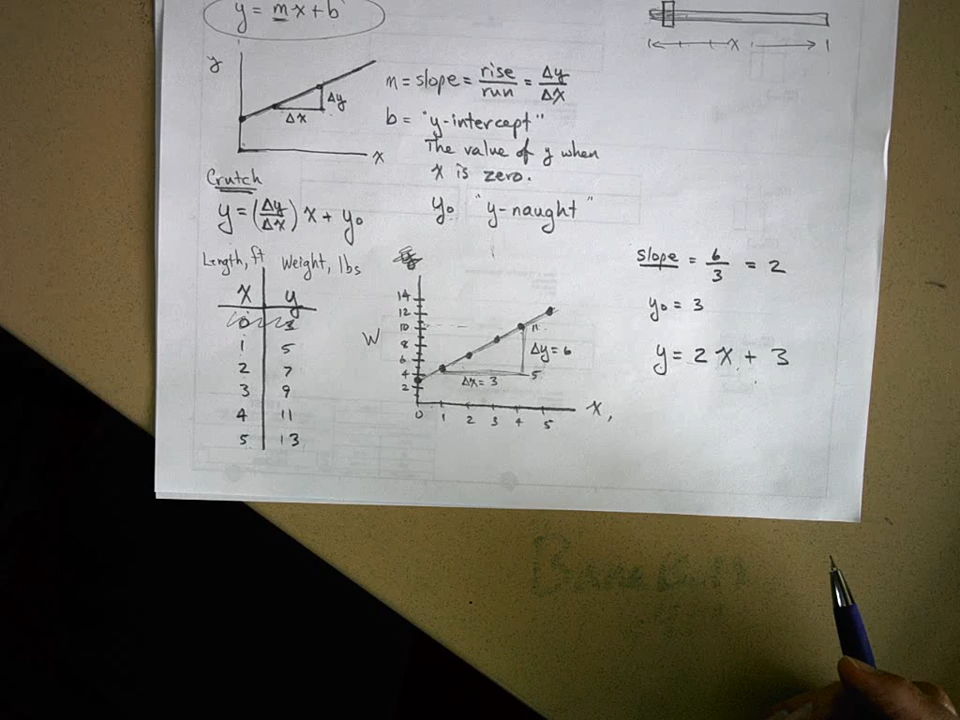 y = mx + b
y
Δy
Δx
x
m = slope = rise/run = Δy/Δx
b = "y-intercept"
The value of y when
x is zero.
y₀ "y-naught"
x
Crutch
y = (Δy/Δx) x + y₀
Length, ft Weight, lbs
x y
0 3
1 5
2 7
3 9
4 11
5 13
W
14
12
10
8
6
4
2
0 1 2 3 4 5
x,
11
Δy = 6
5
Δx = 3
slope = 6/3 = 2
y₀ = 3
y = 2x + 3